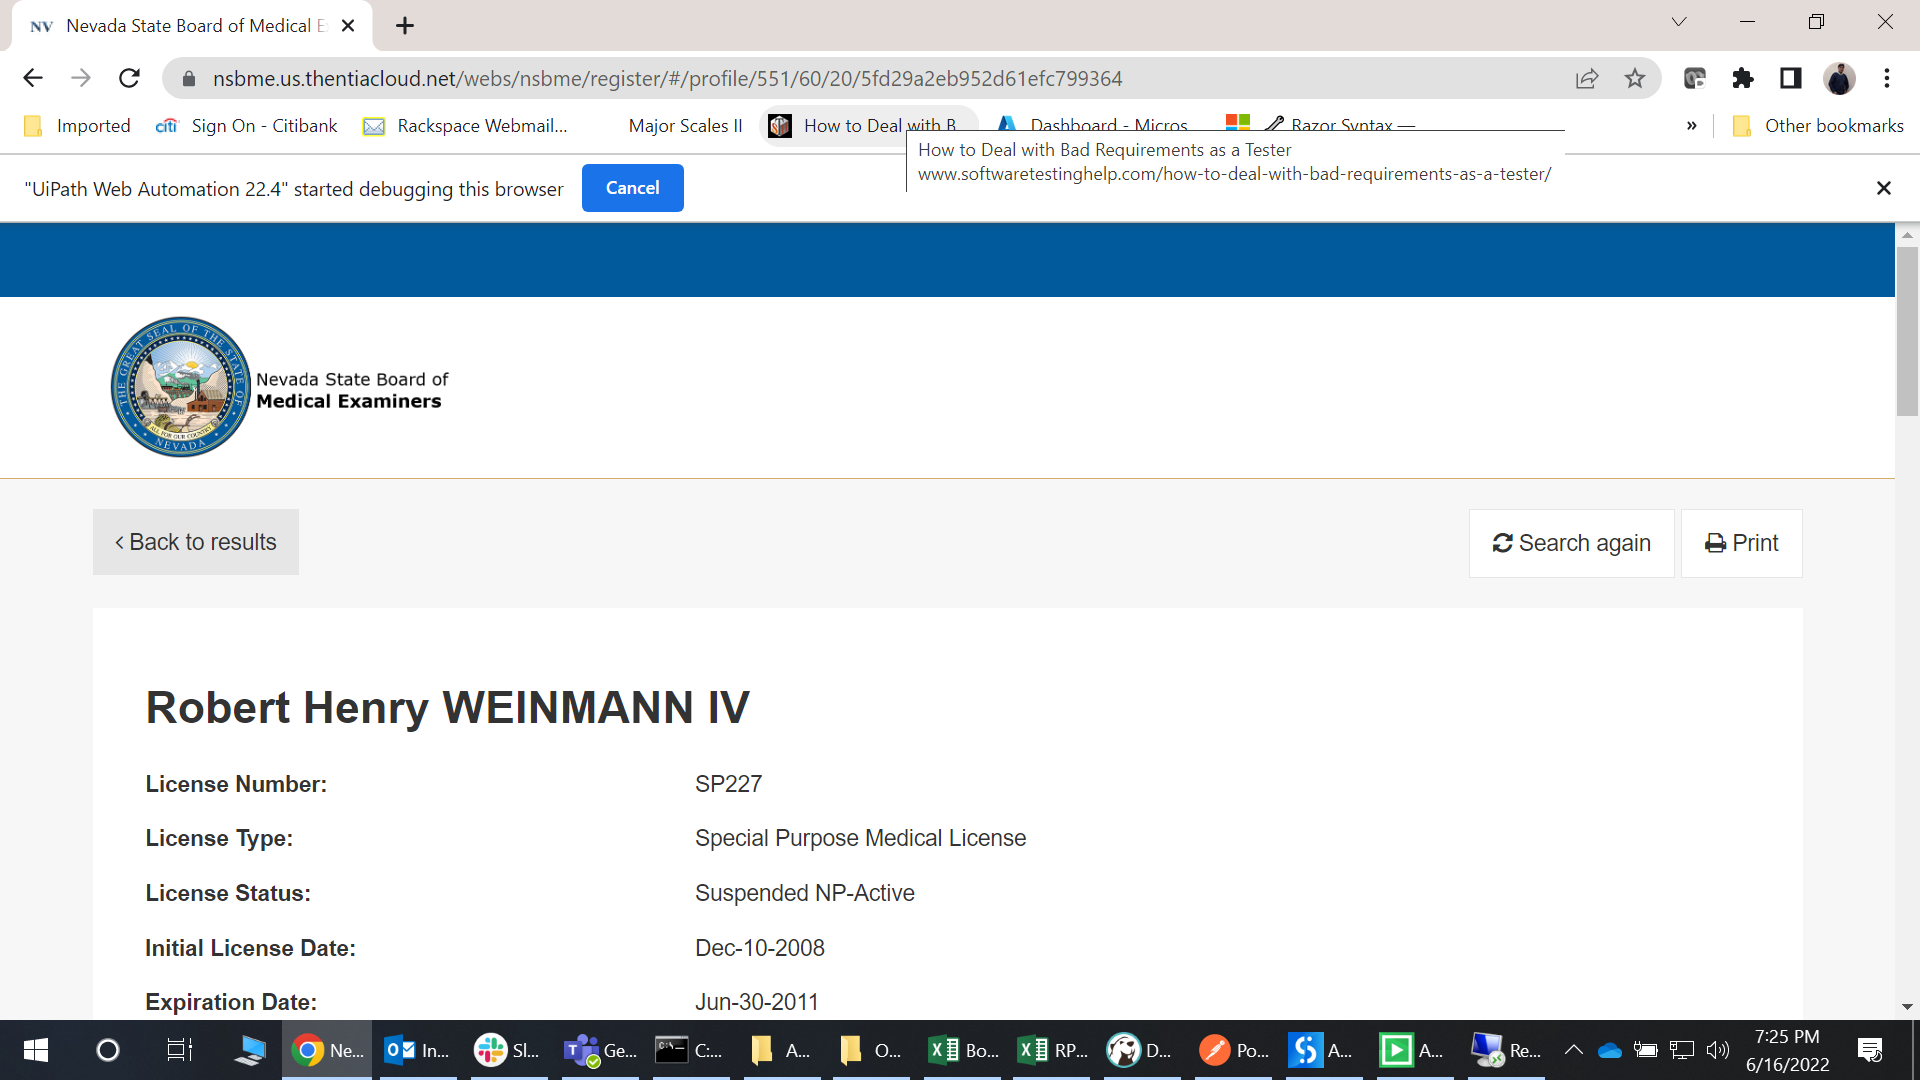 Nevada State Board of Medical E
nsbme.us.thentiacloud.net/webs/nsbme/register/#/profile/551/60/20/5fd29a2eb952d61efc799364
Imported
citi Sign On - Citibank
Rackspace Webmail...
Major Scales II
How to Deal with B
Dashboard - Micros
Razor Syntax —
»
Other bookmarks
How to Deal with Bad Requirements as a Tester
www.softwaretestinghelp.com/how-to-deal-with-bad-requirements-as-a-tester/
"UiPath Web Automation 22.4" started debugging this browser
Cancel
THE GREAT SEAL OF THE STATE OF
ALL FOR OUR COUNTRY
NEVADA
Nevada State Board of
Medical Examiners
Back to results
Search again
Print
Robert Henry WEINMANN IV
License Number: SP227
License Type: Special Purpose Medical License
License Status: Suspended NP-Active
Initial License Date: Dec-10-2008
Expiration Date: Jun-30-2011
Ne...
In...
Sl...
Ge...
C:...
A...
O...
Bo...
RP...
D...
Po...
A...
A...
Re...
7:25 PM
6/16/2022